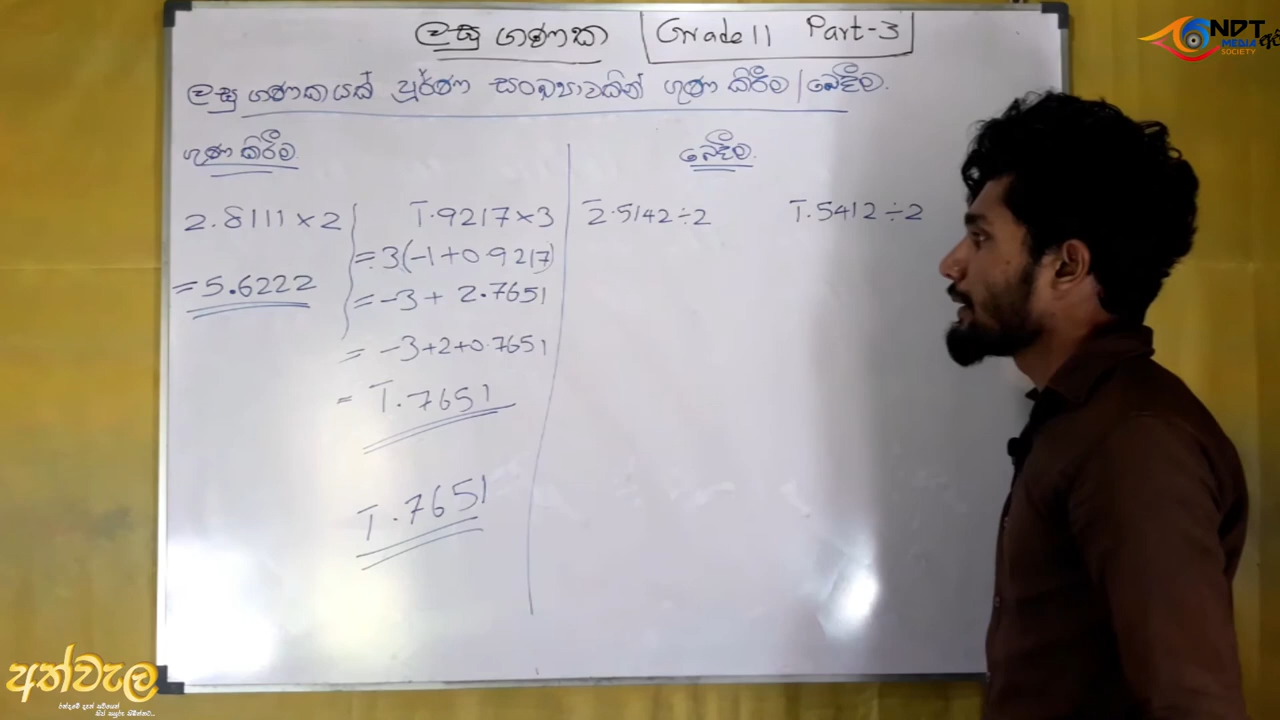 ලඝු ගණක Grade 11 Part-3
ලඝු ගණකයක් පූර්ණ සංඛ්‍යාවකින් ගුණ කිරීම | බෙදීම.
ගුණ කිරීම
2.8111 × 2
= 5.6222
1̅.9217 × 3
= 3(-1+0.9217)
= -3 + 2.7651
= -3+2+0.7651
= 1̅.7651
1̅.7651
බෙදීම.
2̅.5142 ÷ 2
1̅.5412 ÷ 2
NDT
MEDIA
SOCIETY
අත්වැල